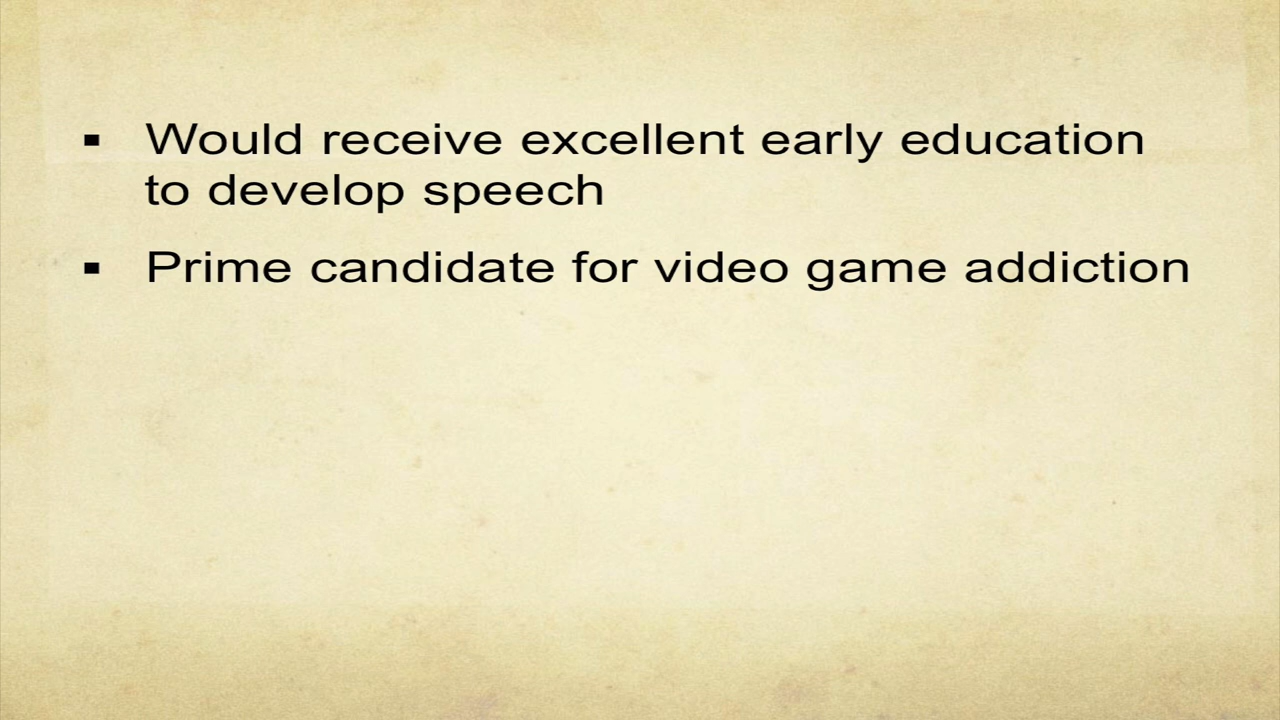 ▪ Would receive excellent early education
to develop speech
▪ Prime candidate for video game addiction